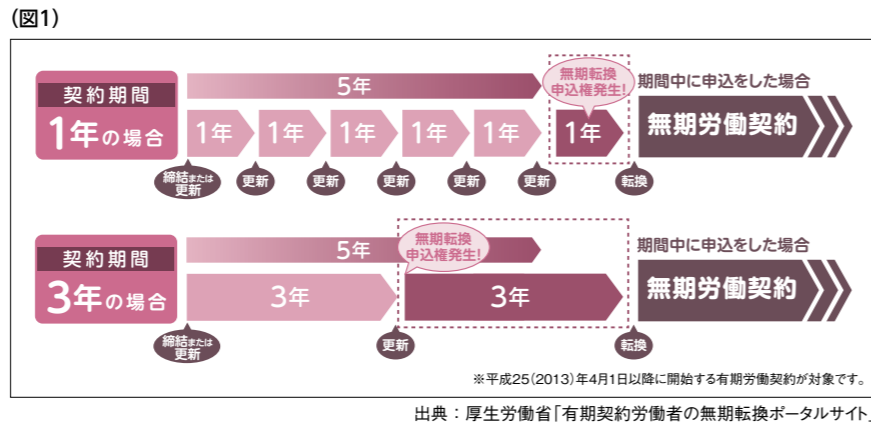 (図1)
契約期間
1年の場合
5年
無期転換
申込権発生!
期間中に申込をした場合
1年
1年
1年
1年
1年
1年
無期労働契約
締結または
更新
更新
更新
更新
更新
更新
転換
契約期間
3年の場合
5年
無期転換
申込権発生!
期間中に申込をした場合
3年
3年
無期労働契約
締結または
更新
更新
転換
※平成25(2013)年4月1日以降に開始する有期労働契約が対象です。
出典:厚生労働省「有期契約労働者の無期転換ポータルサイト」